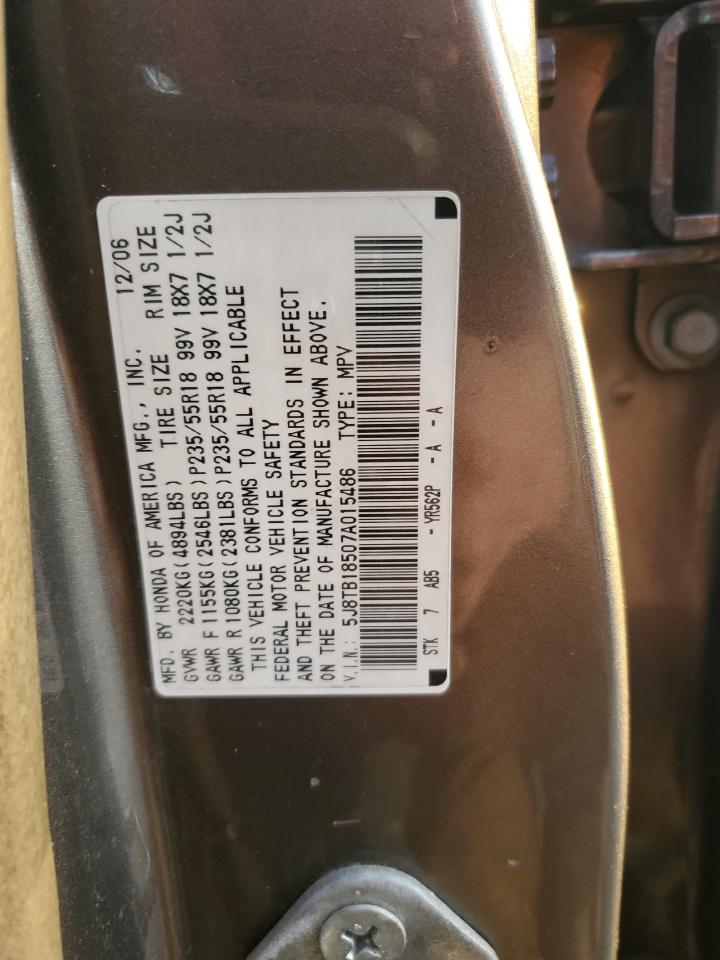 MFD. BY HONDA OF AMERICA MFG., INC. 12/06
GVWR 2220KG(4894LBS) TIRE SIZE RIM SIZE
GAWR F 1155KG(2546LBS)P235/55R18 99V 18X7 1/2J
GAWR R 1080KG(2381LBS)P235/55R18 99V 18X7 1/2J
THIS VEHICLE CONFORMS TO ALL APPLICABLE
FEDERAL MOTOR VEHICLE SAFETY
AND THEFT PREVENTION STANDARDS IN EFFECT
ON THE DATE OF MANUFACTURE SHOWN ABOVE.
V.I.N.: 5J8TB18507A015486 TYPE: MPV
STK 7 AB5 - YR562P - A - A